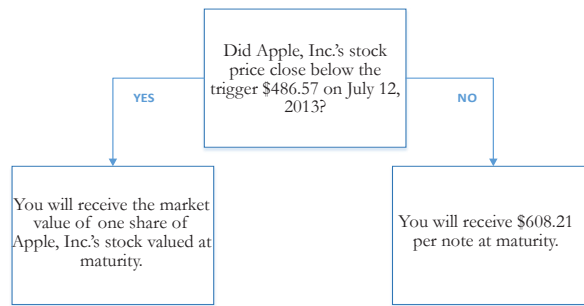 Did Apple, Inc.'s stock
price close below the
trigger $486.57 on July 12,
2013?
YES
NO
You will receive the market
value of one share of
Apple, Inc.'s stock valued at
maturity.
You will receive $608.21
per note at maturity.